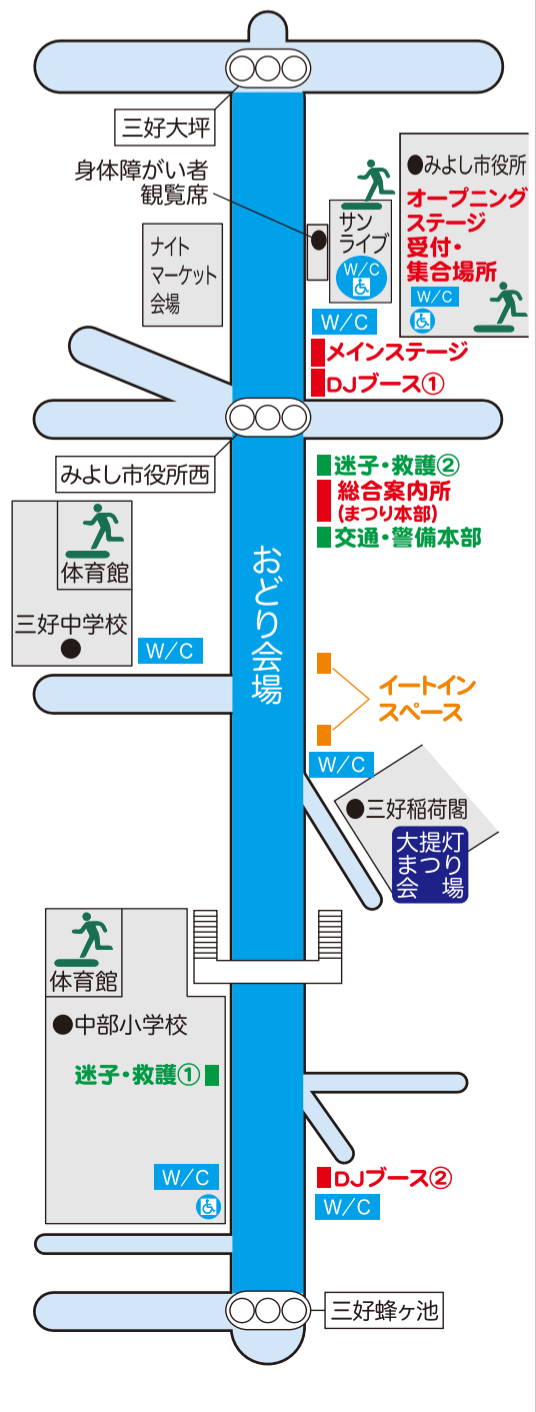 三好大坪
身体障がい者
観覧席
ナイト
マーケット
会場
サン
ライブ
W/C
●みよし市役所
オープニング
ステージ
受付・
集合場所
W/C
W/C
メインステージ
DJブース①
みよし市役所西
迷子・救護②
総合案内所
(まつり本部)
交通・警備本部
体育館
三好中学校
W/C
おどり会場
イートイン
スペース
W/C
●三好稲荷閣
大提灯
まつり
会場
体育館
●中部小学校
迷子・救護①
W/C
DJブース②
W/C
三好蜂ヶ池